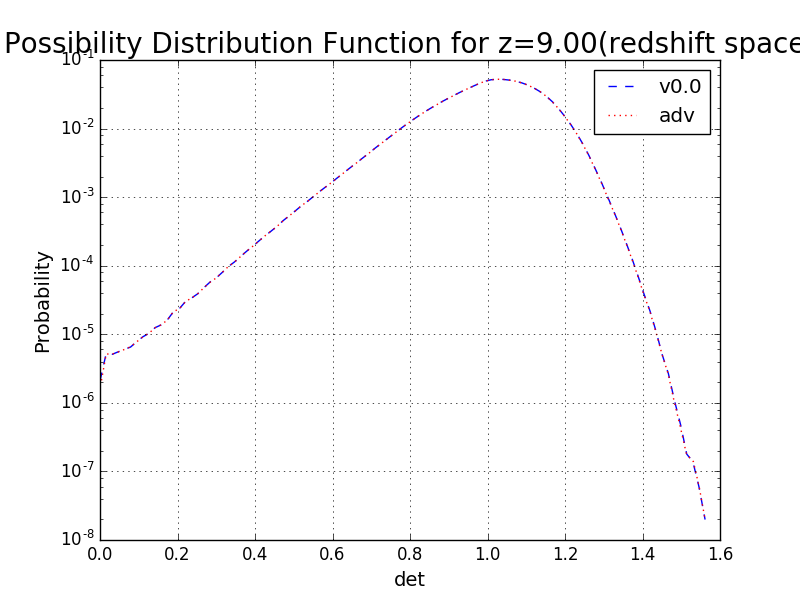 Possibility Distribution Function for z=9.00(redshift space
10^-1
10^-2
10^-3
10^-4
10^-5
10^-6
10^-7
10^-8
Probability
v0.0
adv
0.0 0.2 0.4 0.6 0.8 1.0 1.2 1.4 1.6
det